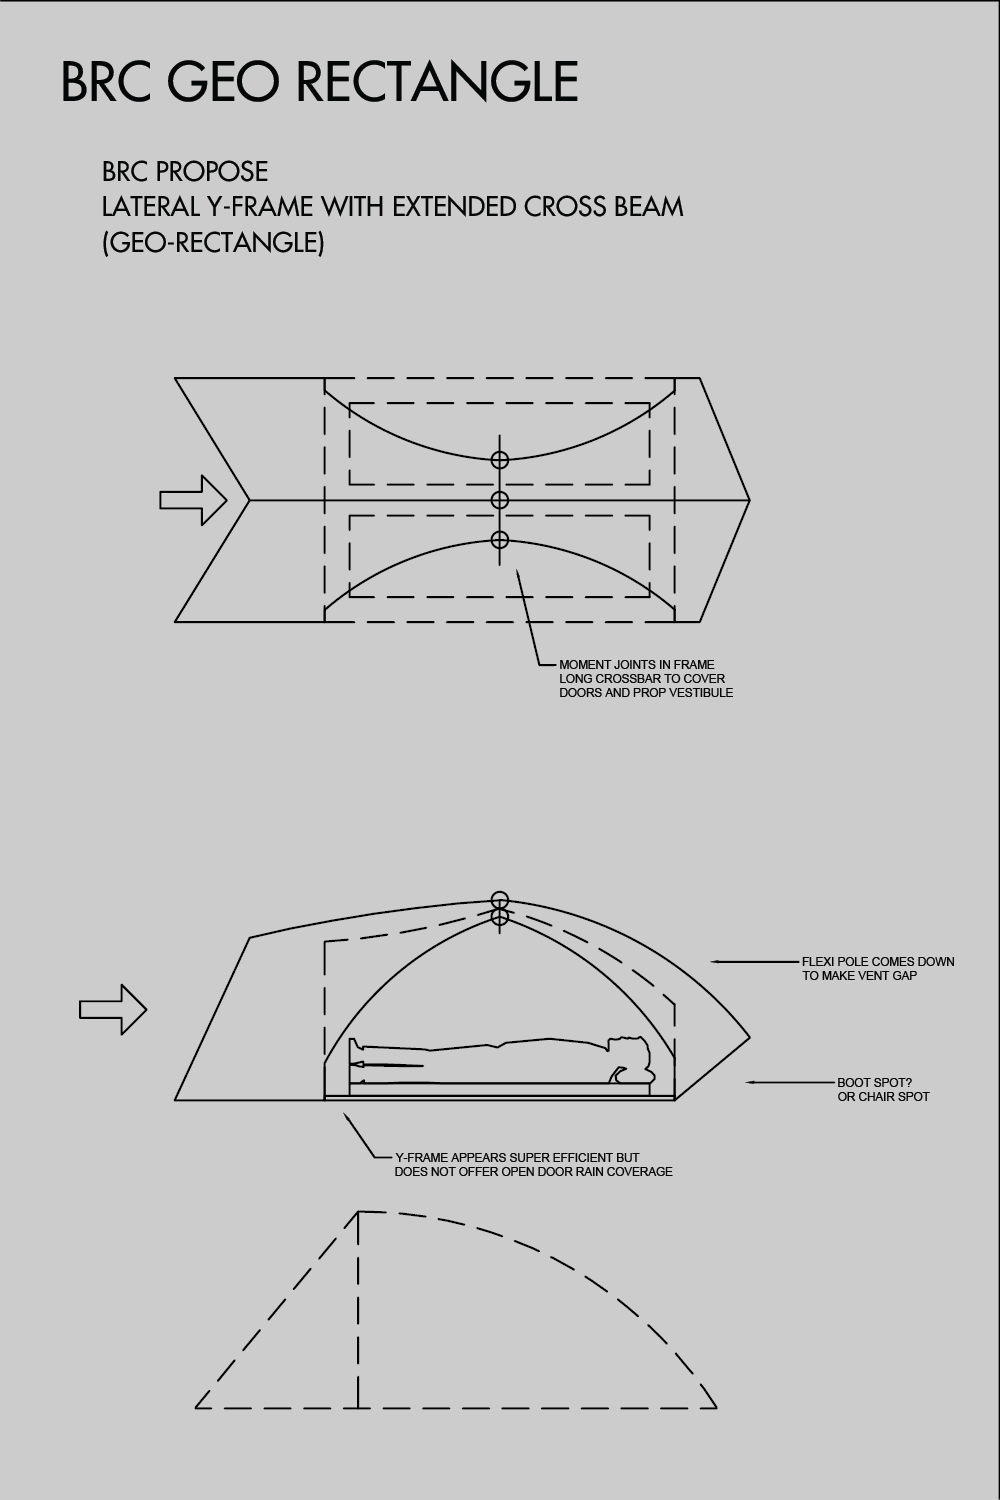 BRC GEO RECTANGLE
BRC PROPOSE
LATERAL Y-FRAME WITH EXTENDED CROSS BEAM
(GEO-RECTANGLE)
MOMENT JOINTS IN FRAME
LONG CROSSBAR TO COVER
DOORS AND PROP VESTIBULE
FLEXI POLE COMES DOWN
TO MAKE VENT GAP
BOOT SPOT?
OR CHAIR SPOT
Y-FRAME APPEARS SUPER EFFICIENT BUT
DOES NOT OFFER OPEN DOOR RAIN COVERAGE